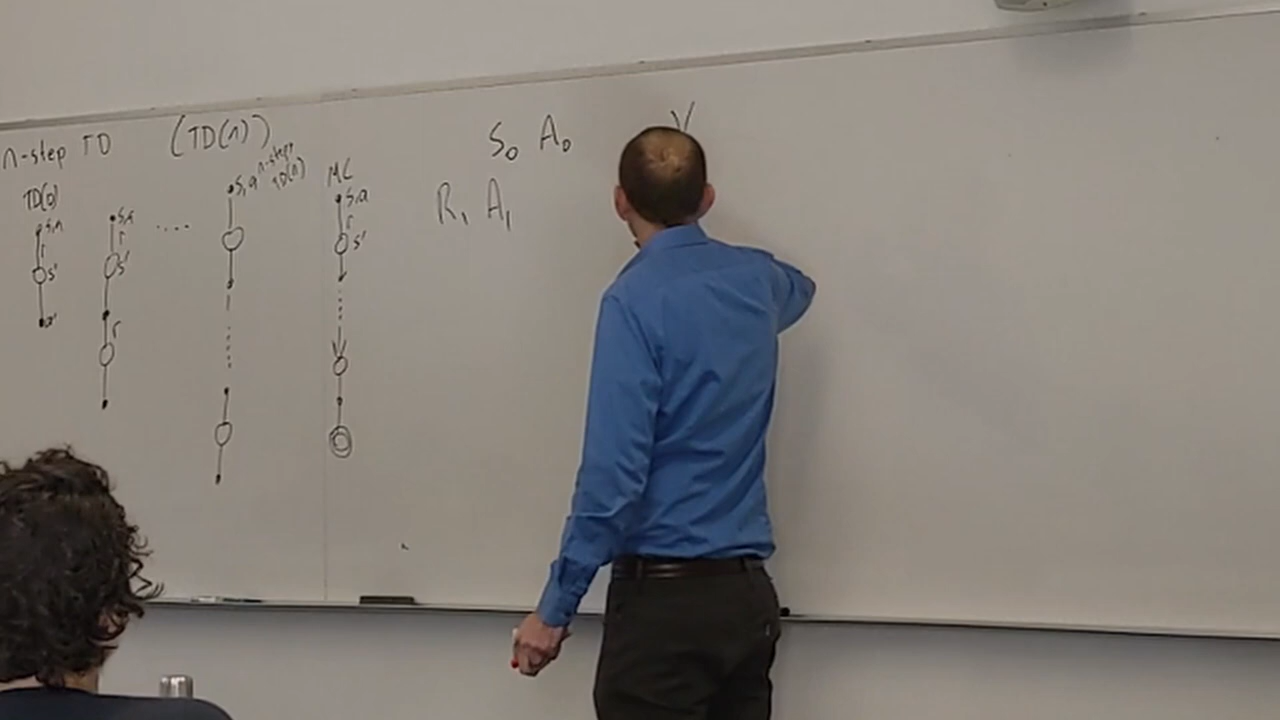 n-step TD (TD(n))
TD(0)
s,a
r
s'
a'
s,a
r
s'
r
....
s,a
n-step
TD(n)
MC
s,a
r
s'
S₀ A₀
R₁ A₁
V